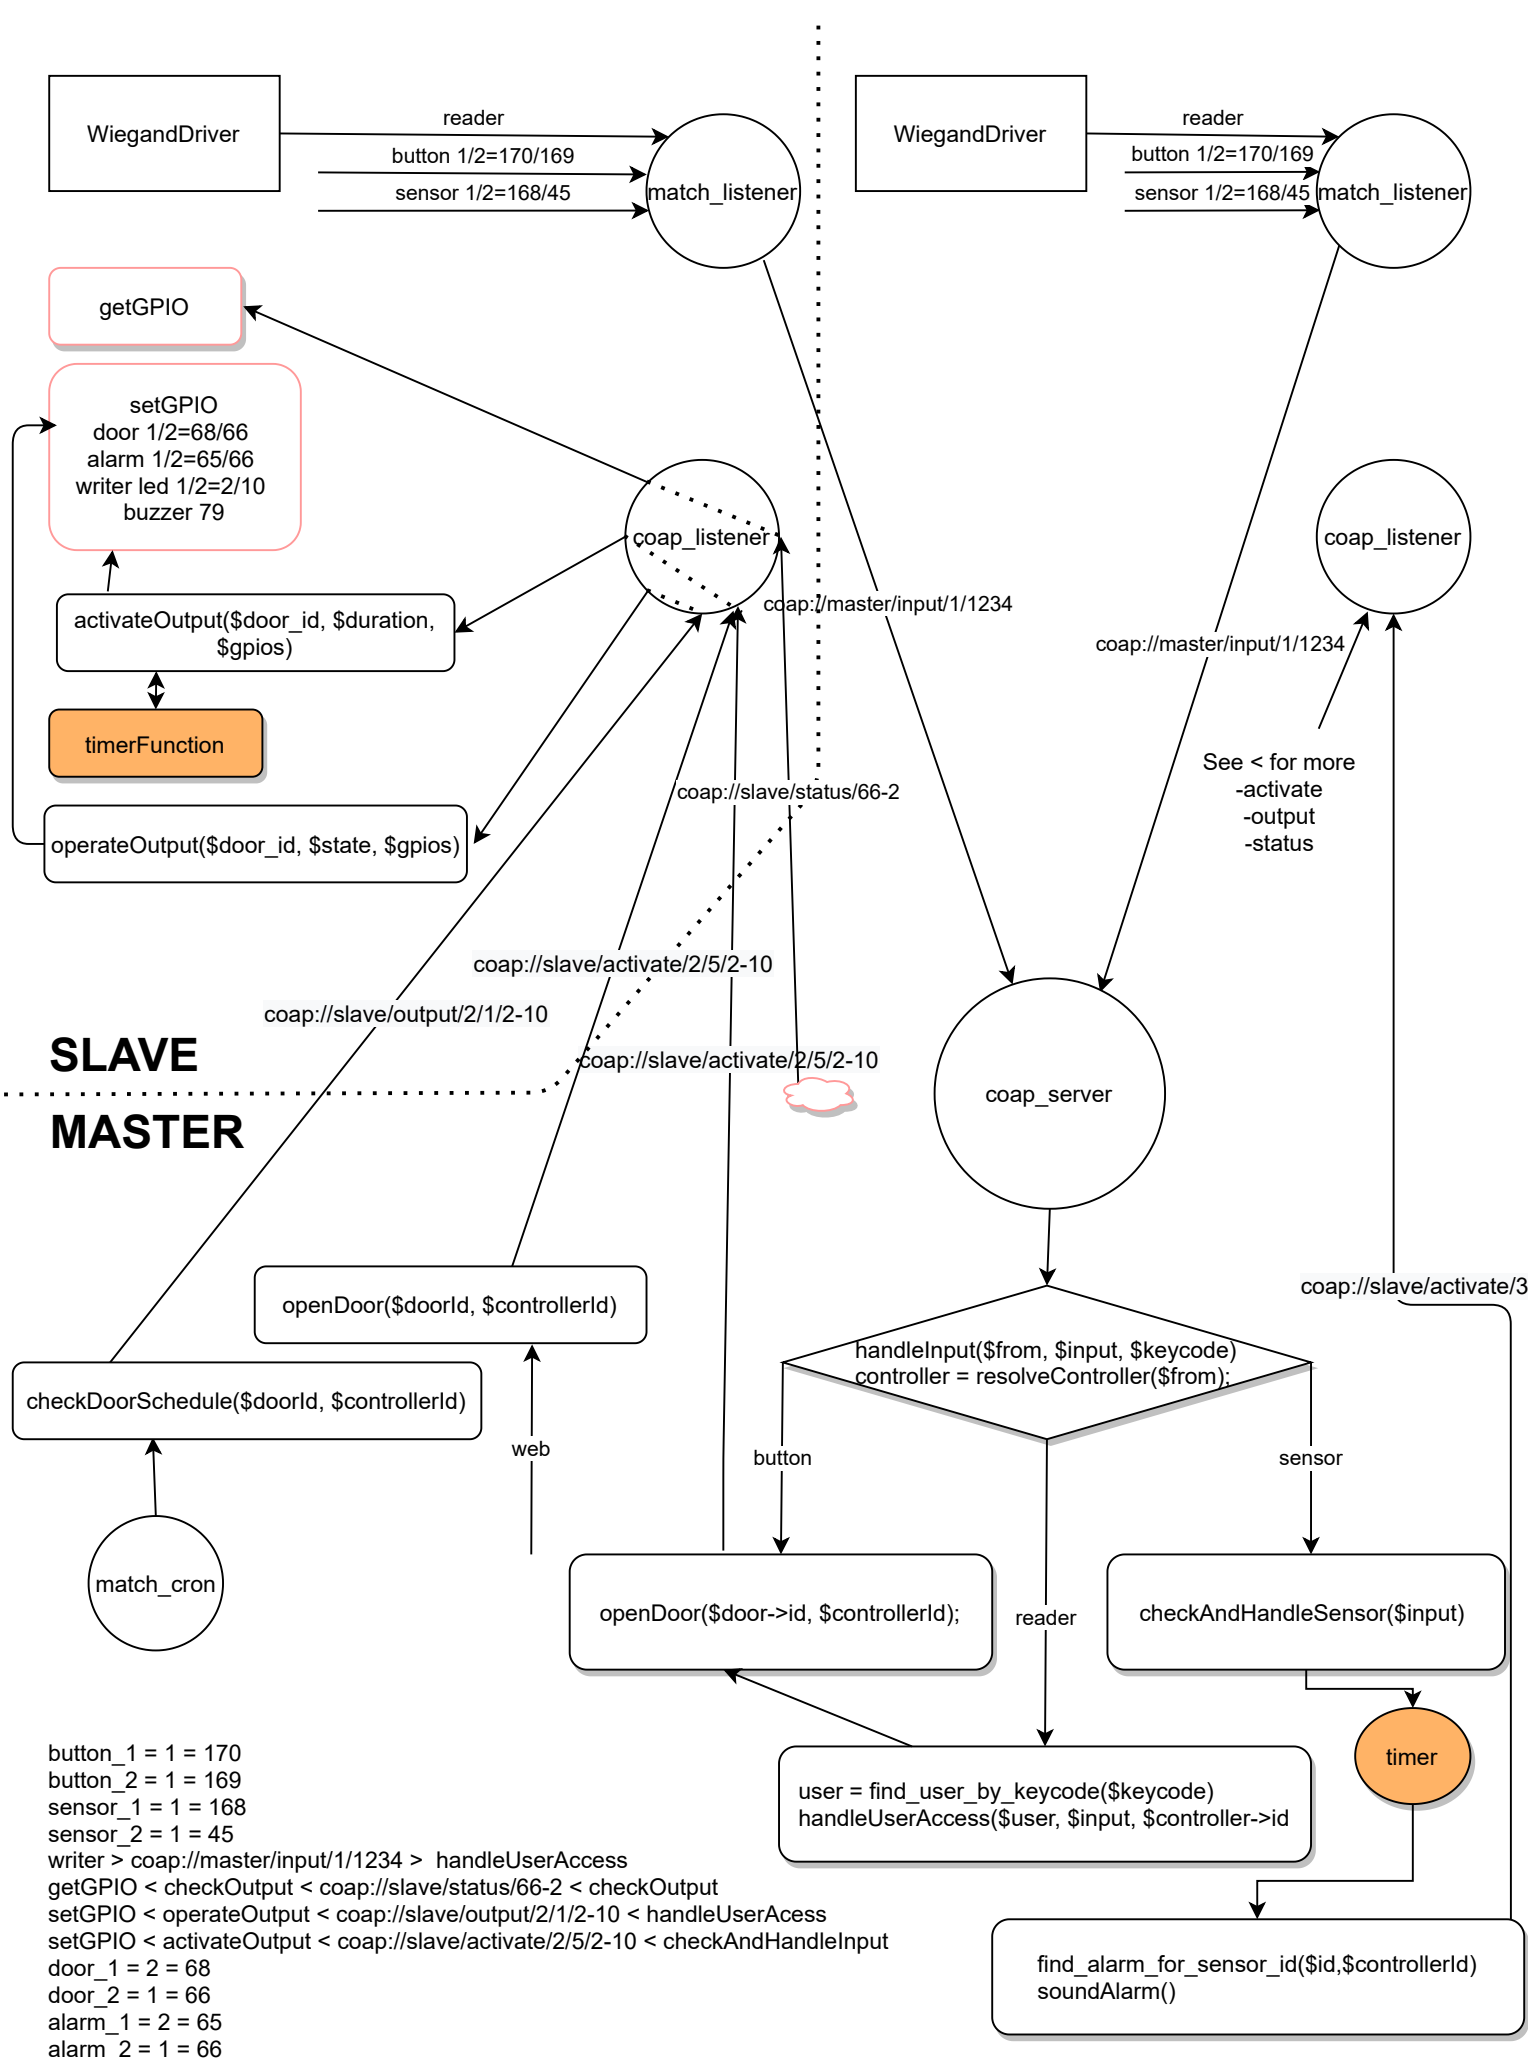 WiegandDriver
reader
button 1/2=170/169
sensor 1/2=168/45
match_listener
WiegandDriver
reader
button 1/2=170/169
sensor 1/2=168/45
match_listener
getGPIO
setGPIO
door 1/2=68/66
alarm 1/2=65/66
writer led 1/2=2/10
buzzer 79
coap_listener
coap_listener
coap://master/input/1/1234
coap://master/input/1/1234
activateOutput($door_id, $duration,
$gpios)
timerFunction
See < for more
-activate
-output
-status
coap://slave/status/66-2
operateOutput($door_id, $state, $gpios)
coap://slave/activate/2/5/2-10
coap://slave/output/2/1/2-10
SLAVE
coap://slave/activate/2/5/2-10
MASTER
coap_server
coap://slave/activate/3
openDoor($doorId, $controllerId)
handleInput($from, $input, $keycode)
controller = resolveController($from);
checkDoorSchedule($doorId, $controllerId)
web
button
sensor
match_cron
openDoor($door->id, $controllerId);
reader
checkAndHandleSensor($input)
timer
user = find_user_by_keycode($keycode)
handleUserAccess($user, $input, $controller->id
button_1 = 1 = 170
button_2 = 1 = 169
sensor_1 = 1 = 168
sensor_2 = 1 = 45
writer > coap://master/input/1/1234 >  handleUserAccess
getGPIO < checkOutput < coap://slave/status/66-2 < checkOutput
setGPIO < operateOutput < coap://slave/output/2/1/2-10 < handleUserAcess
setGPIO < activateOutput < coap://slave/activate/2/5/2-10 < checkAndHandleInput
door_1 = 2 = 68
door_2 = 1 = 66
alarm_1 = 2 = 65
alarm_2 = 1 = 66
find_alarm_for_sensor_id($id,$controllerId)
soundAlarm()